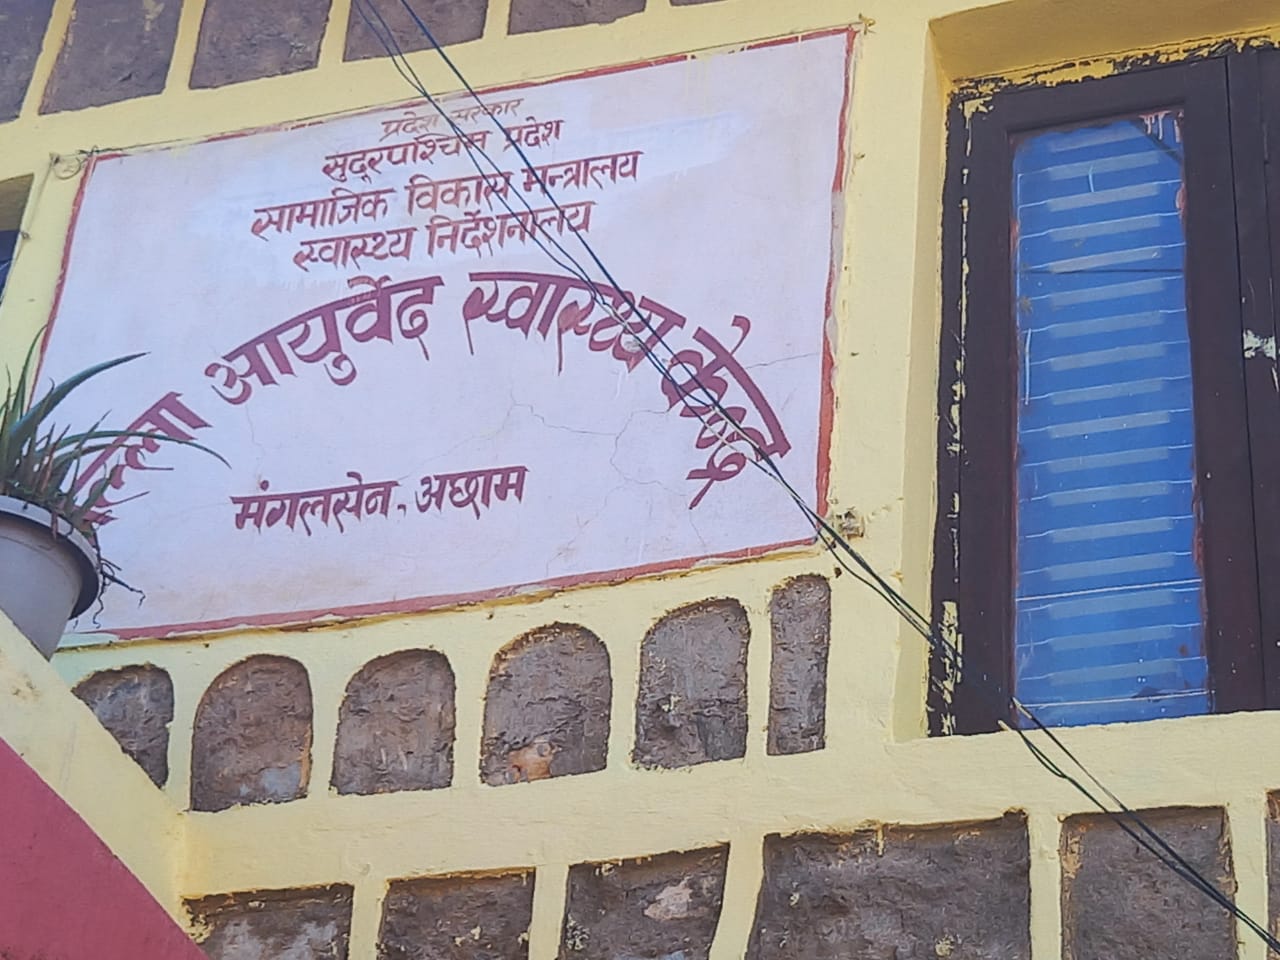 प्रदेश सरकार
सुदूरपश्चिम प्रदेश
सामाजिक विकास मन्त्रालय
स्वास्थ्य निर्देशनालय
जिल्ला आयुर्वेद स्वास्थ्य केन्द्र
मंगलसेन, अछाम